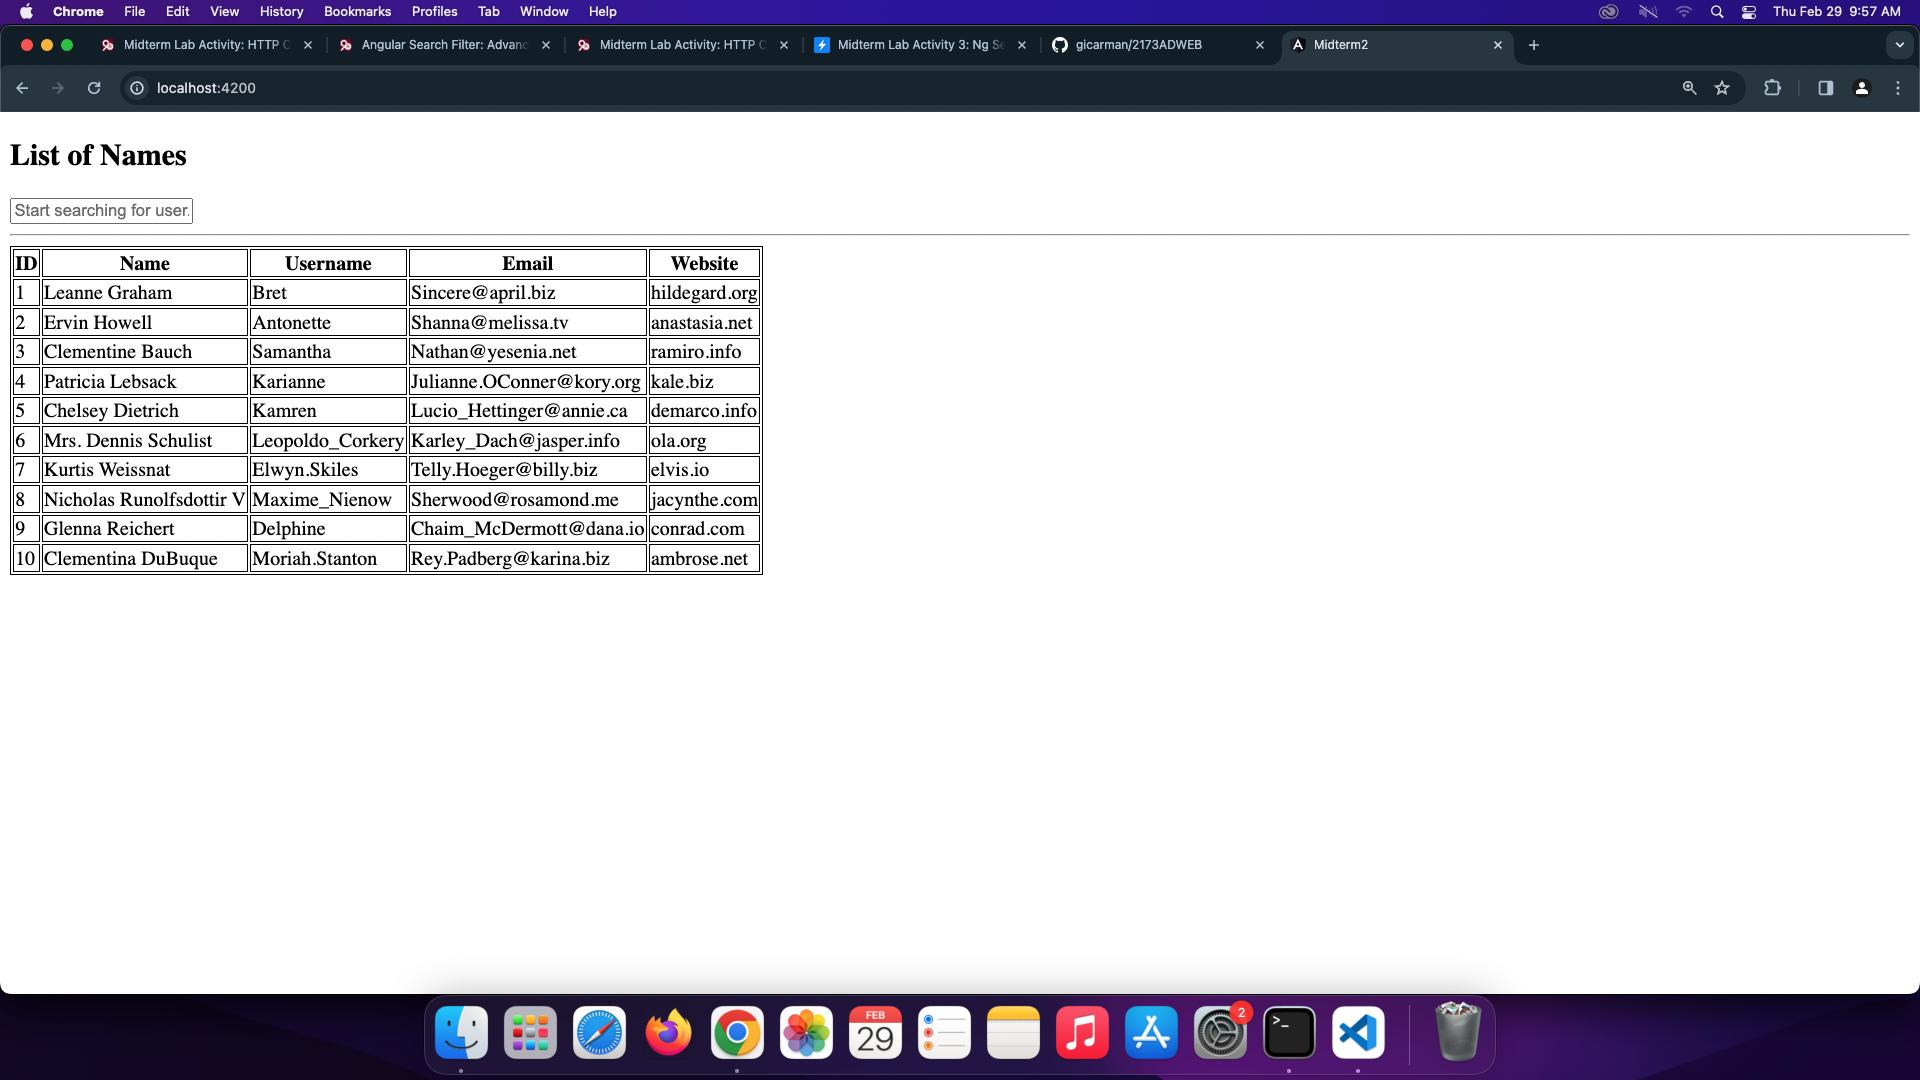 Chrome File Edit View History Bookmarks Profiles Tab Window Help Thu Feb 29 9:57 AM
Midterm Lab Activity: HTTP C Angular Search Filter: Advanc Midterm Lab Activity: HTTP C Midterm Lab Activity 3: Ng Se gicarman/2173ADWEB Midterm2
localhost:4200
List of Names
Start searching for user.
ID Name Username Email Website
1 Leanne Graham Bret Sincere@april.biz hildegard.org
2 Ervin Howell Antonette Shanna@melissa.tv anastasia.net
3 Clementine Bauch Samantha Nathan@yesenia.net ramiro.info
4 Patricia Lebsack Karianne Julianne.OConner@kory.org kale.biz
5 Chelsey Dietrich Kamren Lucio_Hettinger@annie.ca demarco.info
6 Mrs. Dennis Schulist Leopoldo_Corkery Karley_Dach@jasper.info ola.org
7 Kurtis Weissnat Elwyn.Skiles Telly.Hoeger@billy.biz elvis.io
8 Nicholas Runolfsdottir V Maxime_Nienow Sherwood@rosamond.me jacynthe.com
9 Glenna Reichert Delphine Chaim_McDermott@dana.io conrad.com
10 Clementina DuBuque Moriah.Stanton Rey.Padberg@karina.biz ambrose.net
FEB
29
2
>_